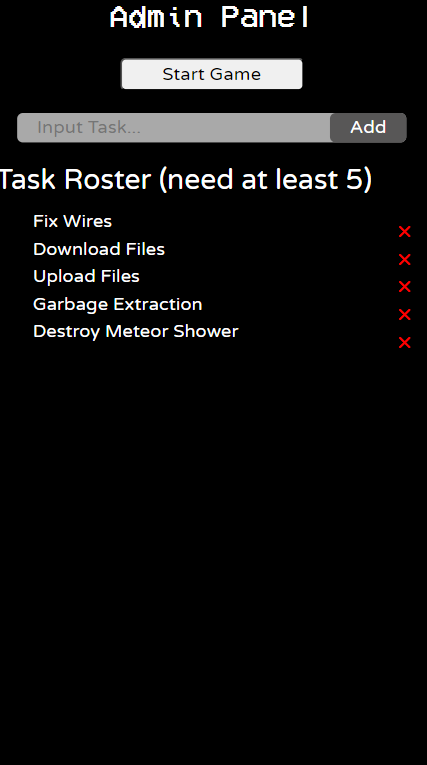 Admin Panel
Start Game
Input Task...
Add
Task Roster (need at least 5)
Fix Wires
Download Files
Upload Files
Garbage Extraction
Destroy Meteor Shower